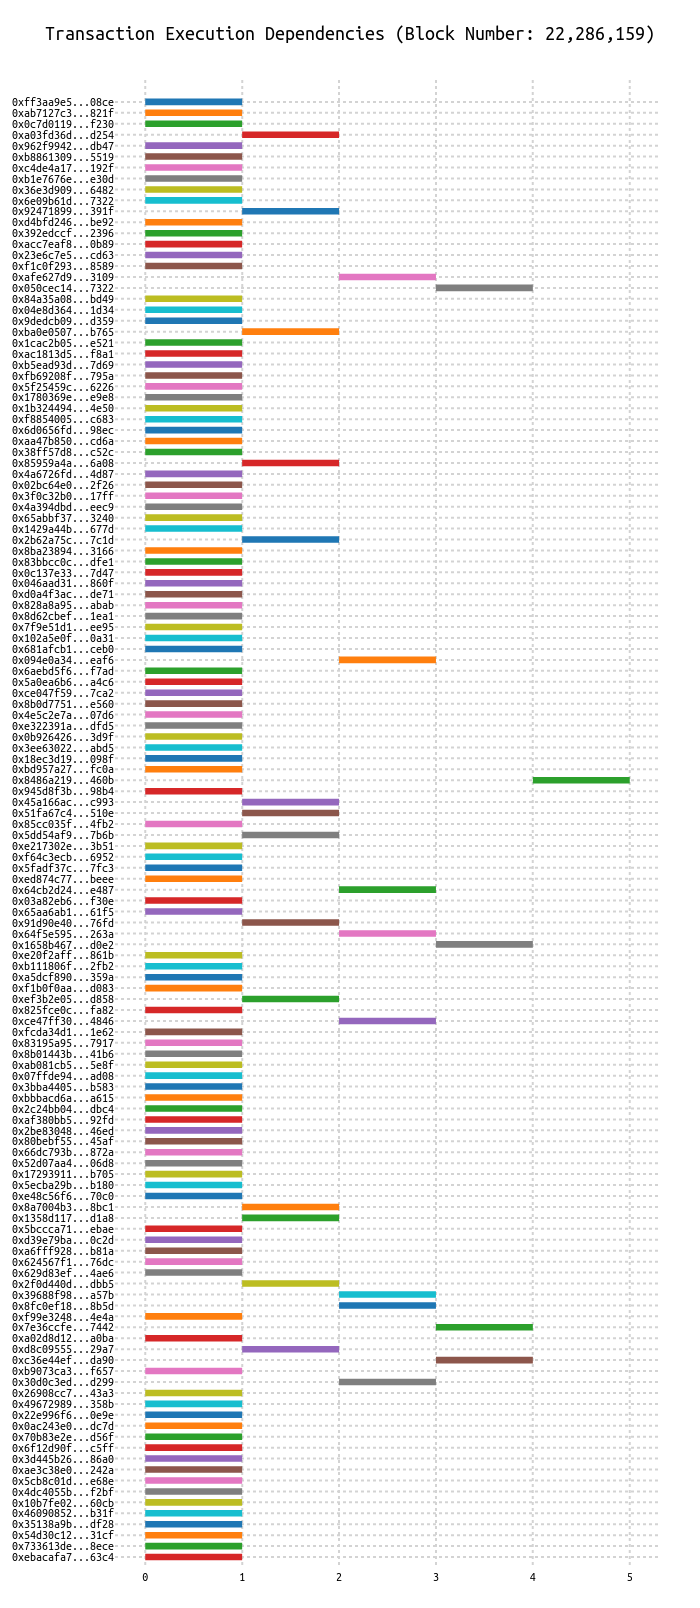 Transaction Execution Dependencies (Block Number: 22,286,159)
0xff3aa9e5...08ce
0xab7127c3...821f
0x0c7d0119...f230
0xa03fd36d...d254
0x962f9942...db47
0xb8861309...5519
0xc4de4a17...192f
0xb1e7676e...e30d
0x36e3d909...6482
0x6e09b61d...7322
0x92471899...391f
0xd4bfd246...be92
0x392edccf...2396
0xacc7eaf8...0b89
0x23e6c7e5...cd63
0xf1c0f293...8589
0xafe627d9...3109
0x050cec14...7322
0x84a35a08...bd49
0x04e8d364...1d34
0x9dedcb09...d359
0xba0e0507...b765
0x1cac2b05...e521
0xac1813d5...f8a1
0xb5ead93d...7d69
0xfb69208f...795a
0x5f25459c...6226
0x1780369e...e9e8
0x1b324494...4e50
0xf8854005...c683
0x6d0656fd...98ec
0xaa47b850...cd6a
0x38ff57d8...c52c
0x85959a4a...6a08
0x4a6726fd...4d87
0x02bc64e0...2f26
0x3f0c32b0...17ff
0x4a394dbd...eec9
0x65abbf37...3240
0x1429a44b...677d
0x2b62a75c...7c1d
0x8ba23894...3166
0x83bbcc0c...dfe1
0x0c137e33...7d47
0x046aad31...860f
0xd0a4f3ac...de71
0x828a8a95...abab
0x8d62cbef...1ea1
0x7f9e51d1...ee95
0x102a5e0f...0a31
0x681afcb1...ceb0
0x094e0a34...eaf6
0x6aebd5f6...f7ad
0x5a0ea6b6...a4c6
0xce047f59...7ca2
0x8b0d7751...e560
0x4e5c2e7a...07d6
0xe322391a...dfd5
0x0b926426...3d9f
0x3ee63022...abd5
0x18ec3d19...098f
0xbd957a27...fc0a
0x8486a219...460b
0x945d8f3b...98b4
0x45a166ac...c993
0x51fa67c4...510e
0x85cc035f...4fb2
0x5dd54af9...7b6b
0xe217302e...3b51
0xf64c3ecb...6952
0x5fadf37c...7fc3
0xed874c77...beee
0x64cb2d24...e487
0x03a82eb6...f30e
0x65aa6ab1...61f5
0x91d90e40...76fd
0x64f5e595...263a
0x1658b467...d0e2
0xe20f2aff...861b
0xb111806f...2fb2
0xa5dcf890...359a
0xf1b0f0aa...d083
0xef3b2e05...d858
0x825fce0c...fa82
0xce47ff30...4846
0xfcda34d1...1e62
0x83195a95...7917
0x8b01443b...41b6
0xab081cb5...5e8f
0x07ffde94...ad08
0x3bba4405...b583
0xbbbacd6a...a615
0x2c24bb04...dbc4
0xaf380bb5...92fd
0x2be83048...46ed
0x80bebf55...45af
0x66dc793b...872a
0x52d07aa4...06d8
0x17293911...b705
0x5ecba29b...b180
0xe48c56f6...70c0
0x8a7004b3...8bc1
0x1358d117...d1a8
0x5bccca71...ebae
0xd39e79ba...0c2d
0xa6fff928...b81a
0x624567f1...76dc
0x629d83ef...4ae6
0x2f0d440d...dbb5
0x39688f98...a57b
0x8fc0ef18...8b5d
0xf99e3248...4e4a
0x7e36ccfe...7442
0xa02d8d12...a0ba
0xd8c09555...29a7
0xc36e44ef...da90
0xb9073ca3...f657
0x30d0c3ed...d299
0x26908cc7...43a3
0x49672989...358b
0x22e996f6...0e9e
0x0ac243e0...dc7d
0x70b83e2e...d56f
0x6f12d90f...c5ff
0x3d445b26...86a0
0xae3c38e0...242a
0x5cb8c01d...e68e
0x4dc4055b...f2bf
0x10b7fe02...60cb
0x46090852...b31f
0x35138a9b...df28
0x54d30c12...31cf
0x733613de...8ece
0xebacafa7...63c4
0 1 2 3 4 5